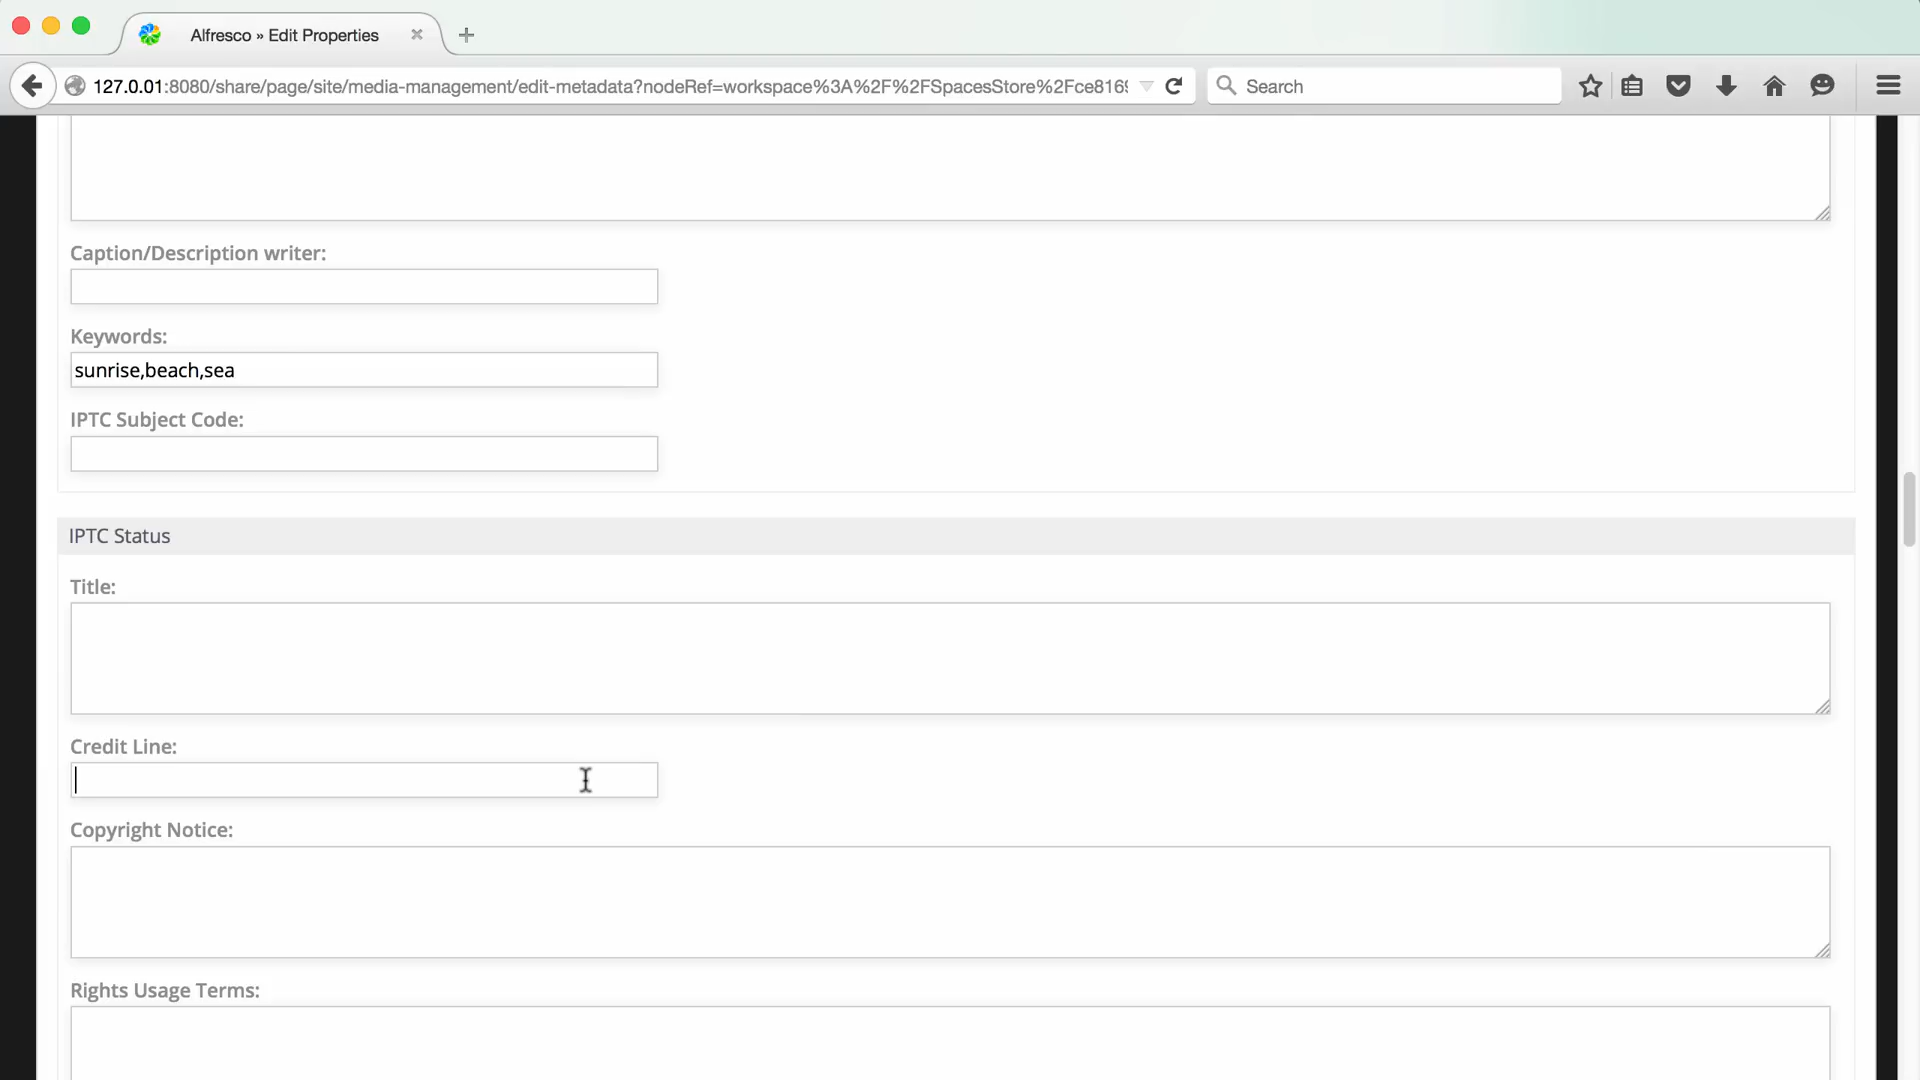 Alfresco » Edit Properties
127.0.01:8080/share/page/site/media-management/edit-metadata?nodeRef=workspace%3A%2F%2FSpacesStore%2Fce8169
Search
Caption/Description writer:
Keywords:
sunrise,beach,sea
IPTC Subject Code:
IPTC Status
Title:
Credit Line:
Copyright Notice:
Rights Usage Terms: